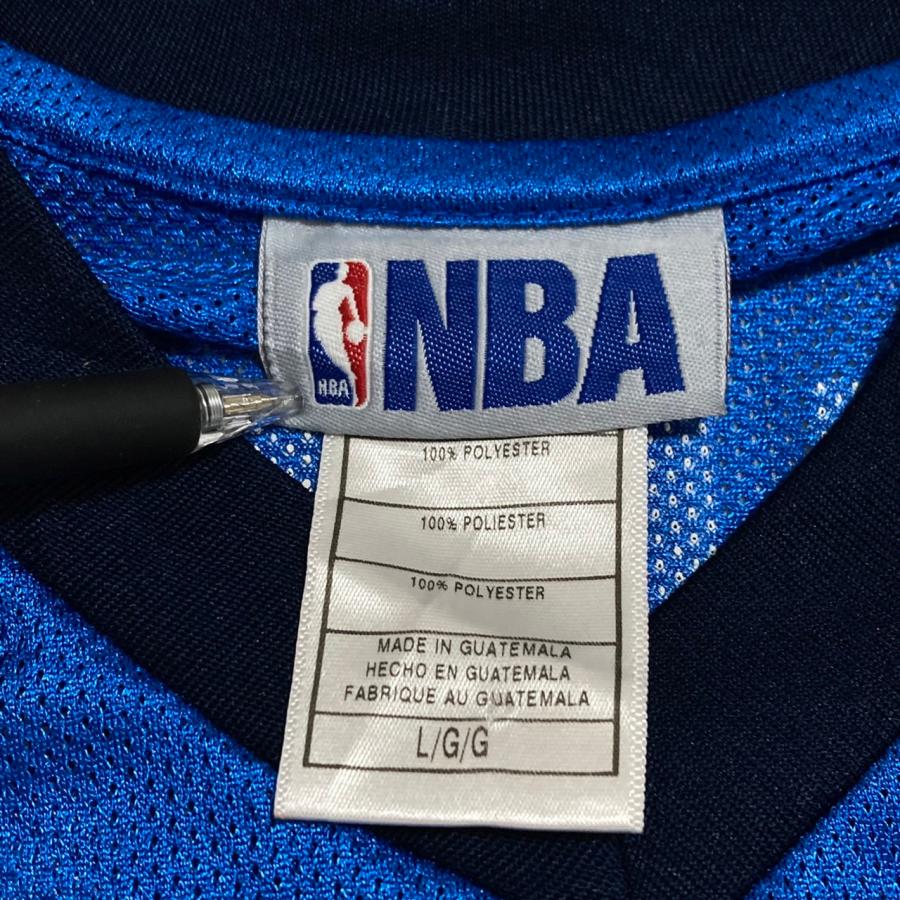 NBA
NBA
100% POLYESTER
100% POLIESTER
100% POLYESTER
MADE IN GUATEMALA
HECHO EN GUATEMALA
FABRIQUE AU GUATEMALA
L/G/G